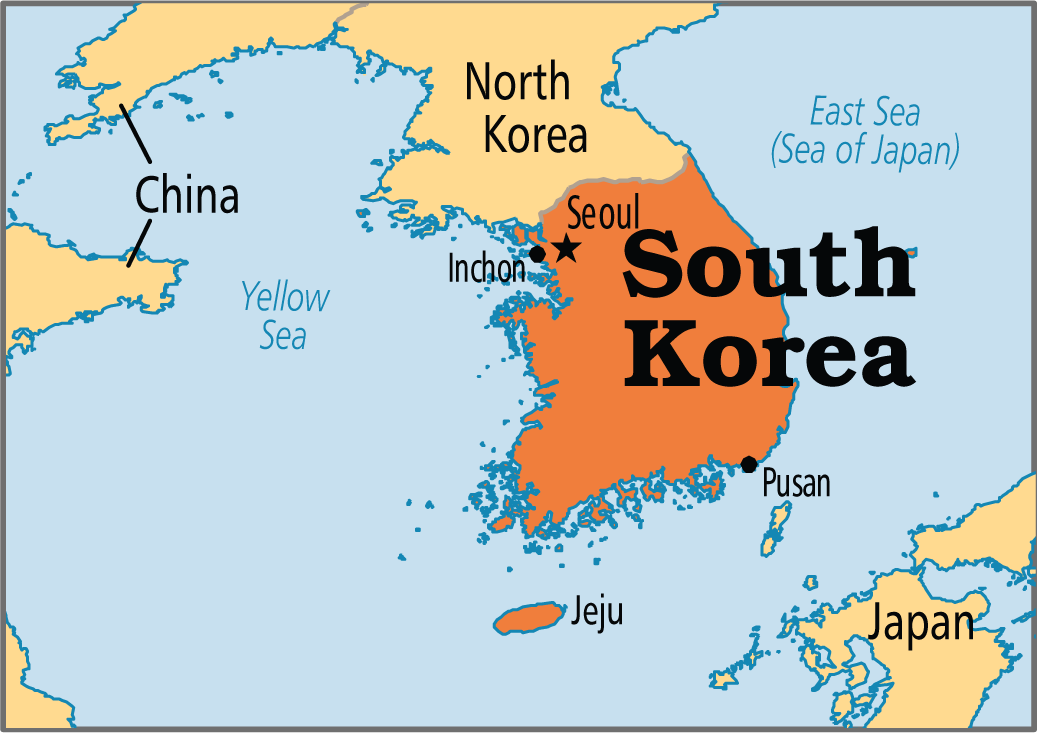 North
Korea
East Sea
(Sea of Japan)
China
Seoul
Inchon
South
Korea
Yellow
Sea
Pusan
Jeju
Japan